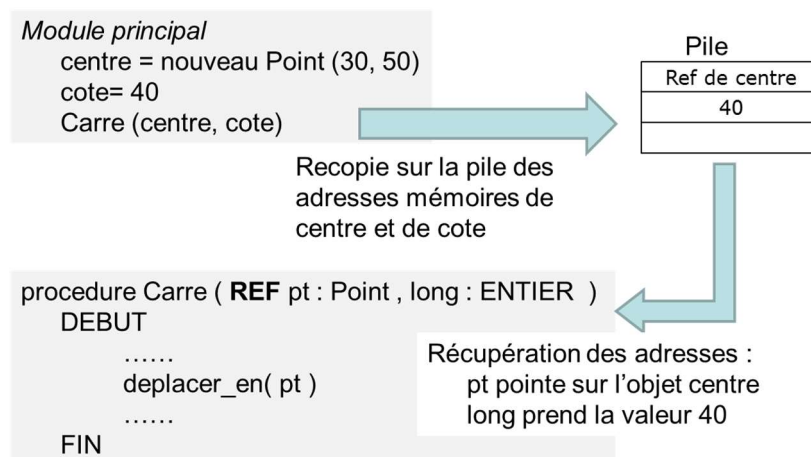 Module principal
centre = nouveau Point (30, 50)
cote= 40
Carre (centre, cote)
Pile
Ref de centre
40
Recopie sur la pile des
adresses mémoires de
centre et de cote
procedure Carre ( REF pt : Point , long : ENTIER )
DEBUT
......
deplacer_en( pt )
......
FIN
Récupération des adresses :
pt pointe sur l'objet centre
long prend la valeur 40